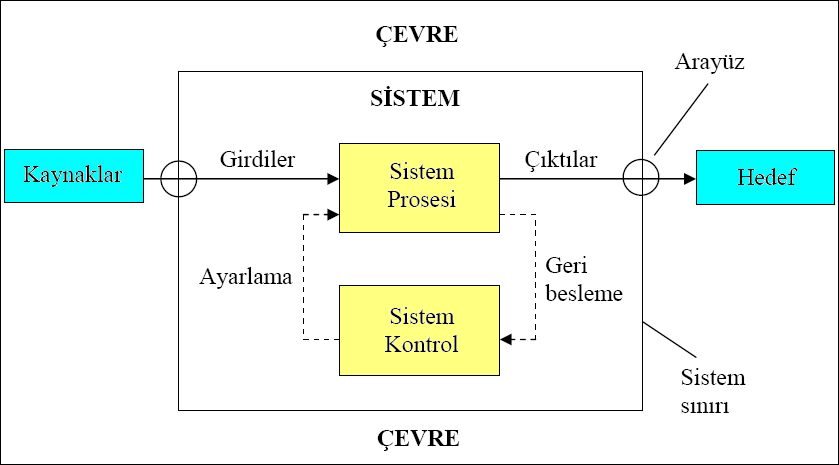 ÇEVRE
Arayüz
SİSTEM
Kaynaklar
Girdiler
Sistem
Prosesi
Çıktılar
Hedef
Ayarlama
Geri
besleme
Sistem
Kontrol
Sistem
sınırı
ÇEVRE